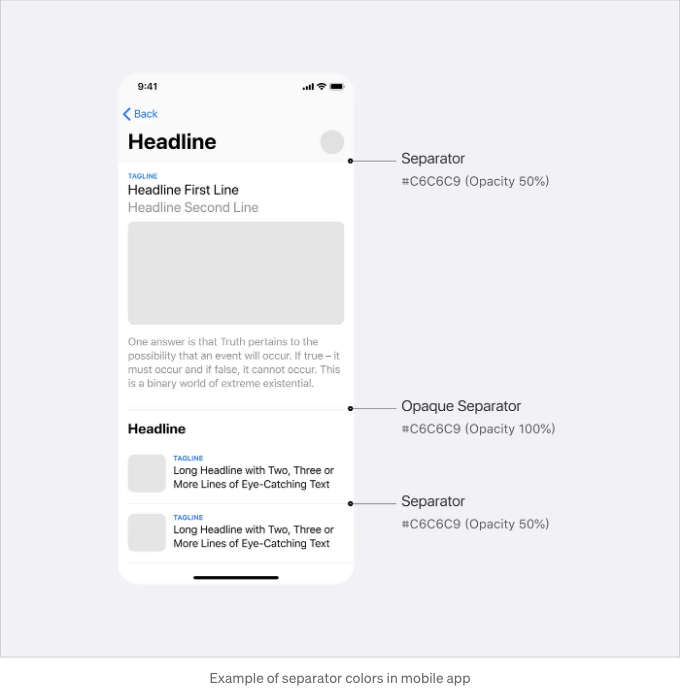 9:41
Back
Headline
TAGLINE
Headline First Line
Headline Second Line
One answer is that Truth pertains to the
possibility that an event will occur. If true – it
must occur and if false, it cannot occur. This
is a binary world of extreme existential.
Headline
TAGLINE
Long Headline with Two, Three or
More Lines of Eye-Catching Text
TAGLINE
Long Headline with Two, Three or
More Lines of Eye-Catching Text
Separator
#C6C6C9 (Opacity 50%)
Opaque Separator
#C6C6C9 (Opacity 100%)
Separator
#C6C6C9 (Opacity 50%)
Example of separator colors in mobile app